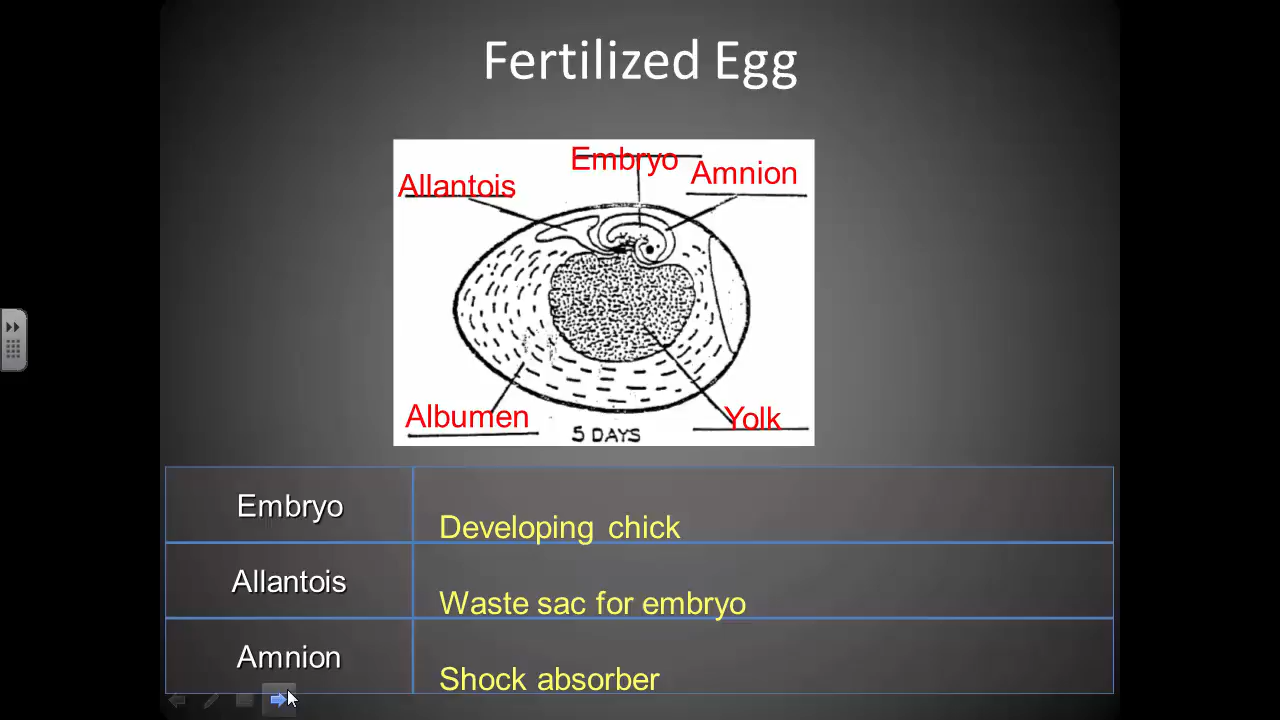 Fertilized Egg
Embryo
Amnion
Allantois
Albumen
Yolk
5 DAYS
Embryo
Developing chick
Allantois
Waste sac for embryo
Amnion
Shock absorber